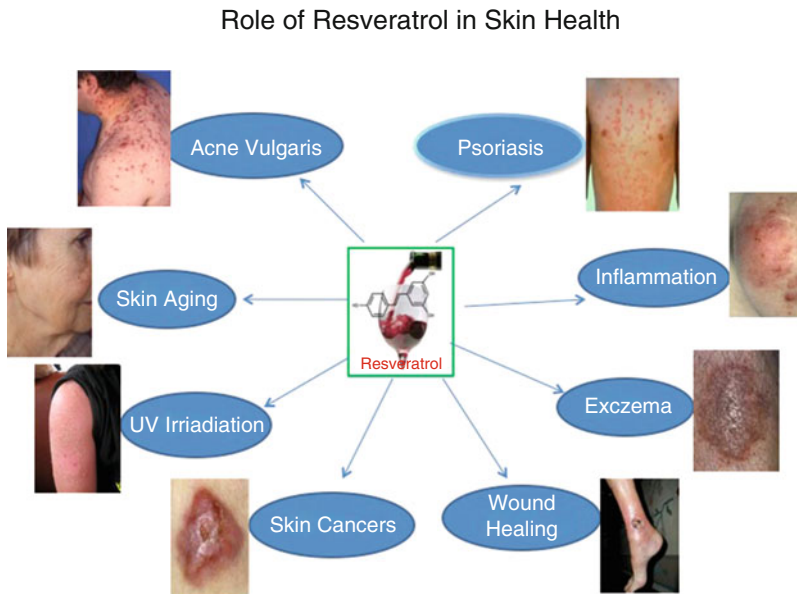 Role of Resveratrol in Skin Health
Acne Vulgaris
Psoriasis
Skin Aging
Inflammation
Resveratrol
UV Irriadiation
Exczema
Skin Cancers
Wound
Healing